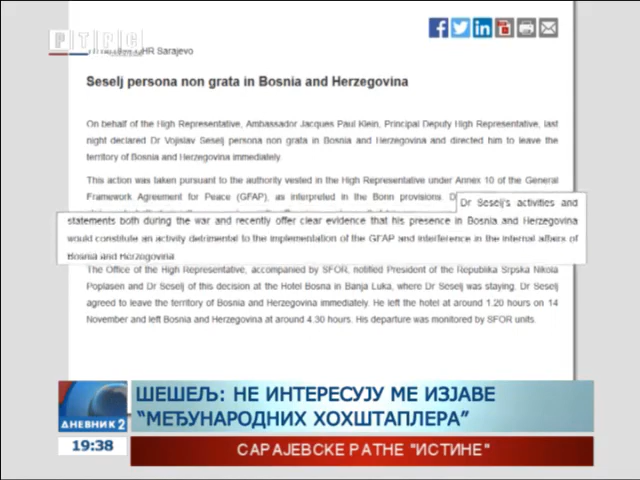 РТРС
OHR Sarajevo
Seselj persona non grata in Bosnia and Herzegovina
On behalf of the High Representative, Ambassador Jacques Paul Klein, Principal Deputy High Representative, last
night declared Dr Vojislav Seselj persona non grata in Bosnia and Herzegovina and directed him to leave the
territory of Bosnia and Herzegovina immediately.
This action was taken pursuant to the authority vested in the High Representative under Annex 10 of the General
Framework Agreement for Peace (GFAP), as interpreted in the Bonn provisions.
Dr Seselj's activities and
statements both during the war and recently offer clear evidence that his presence in Bosnia and Herzegovina
would constitute an activity detrimental to the implementation of the GFAP and interference in the internal affairs of
Bosnia and Herzegovina
The Office of the High Representative, accompanied by SFOR, notified President of the Republika Srpska Nikola
Poplasen and Dr Seselj of this decision at the Hotel Bosna in Banja Luka, where Dr Seselj was staying. Dr Seselj
agreed to leave the territory of Bosnia and Herzegovina immediately. He left the hotel at around 1.20 hours on
14 November and left Bosnia and Herzegovina at around 4.30 hours. His departure was monitored by SFOR units.
ШЕШЕЉ: НЕ ИНТЕРЕСУЈУ МЕ ИЗЈАВЕ
“МЕЂУНАРОДНИХ ХОХШТАПЛЕРА”
ДНЕВНИК 2
19:38
САРАЈЕВСКЕ РАТНЕ "ИСТИНЕ"